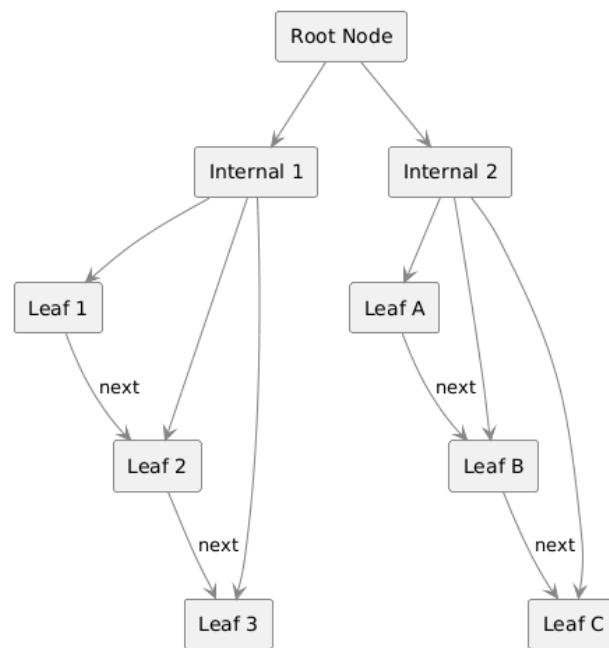 Root Node
Internal 1
Internal 2
Leaf 1
Leaf A
next
next
Leaf 2
Leaf B
next
next
Leaf 3
Leaf C